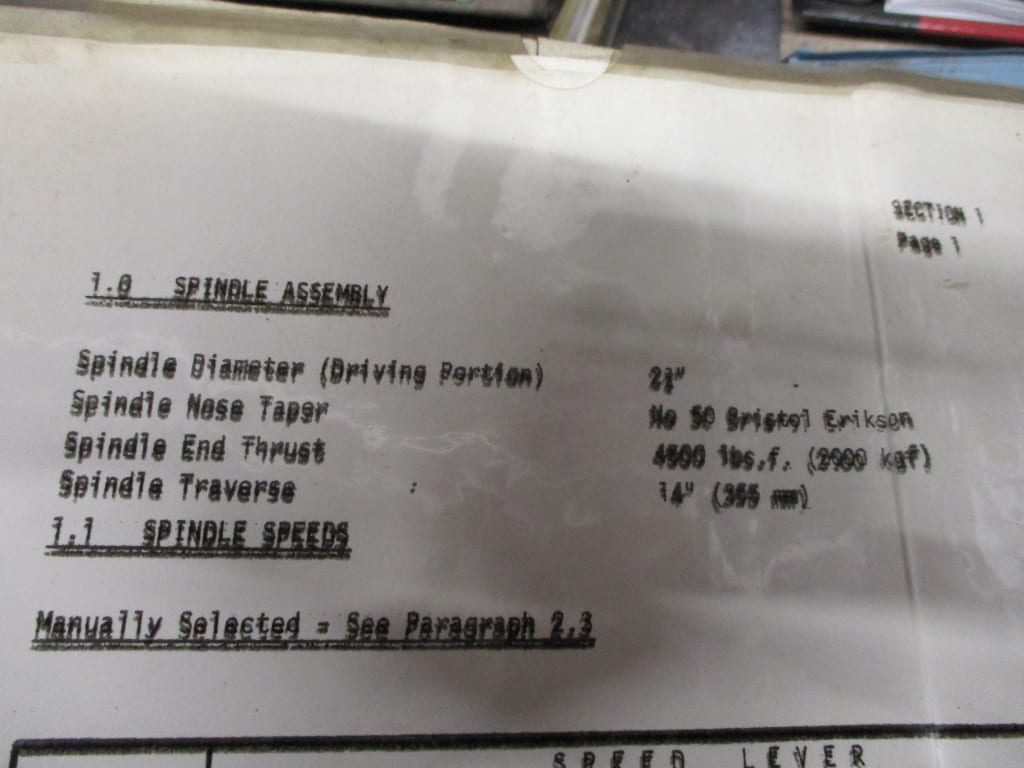 SECTION 1
Page 1
1.0 SPINDLE ASSEMBLY
Spindle Diameter (Driving Portion)
Spindle Nose Taper No 50 Bristol Erikson
Spindle End Thrust 4500 lbs.f. (2000 kgf)
Spindle Traverse : 14" (355 mm)
1.1 SPINDLE SPEEDS
Manually Selected = See Paragraph 2.3
SPEED LEVER